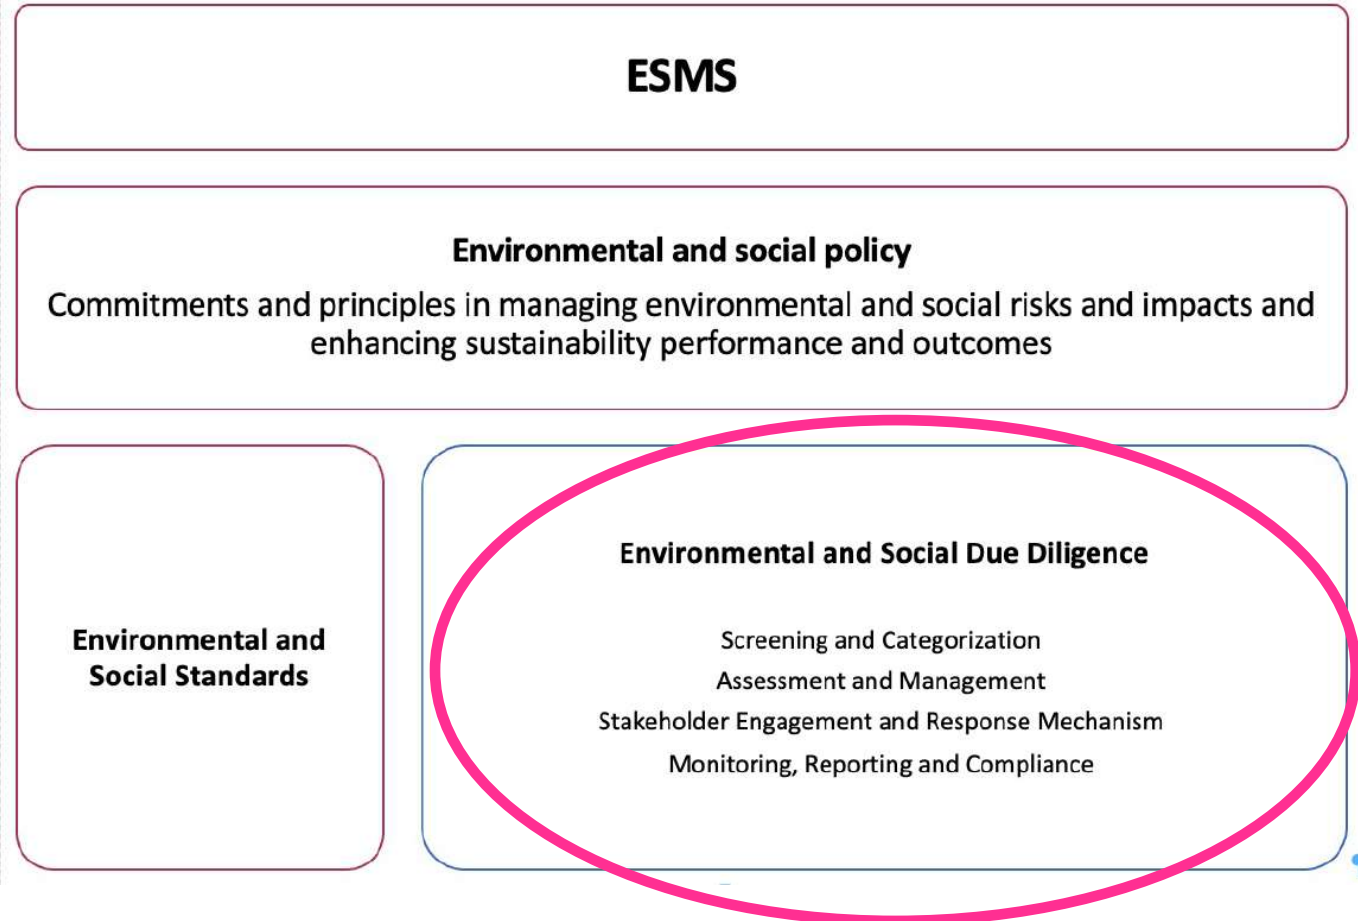 ESMS
Environmental and social policy
Commitments and principles in managing environmental and social risks and impacts and
enhancing sustainability performance and outcomes
Environmental and
Social Standards
Environmental and Social Due Diligence
Screening and Categorization
Assessment and Management
Stakeholder Engagement and Response Mechanism
Monitoring, Reporting and Compliance